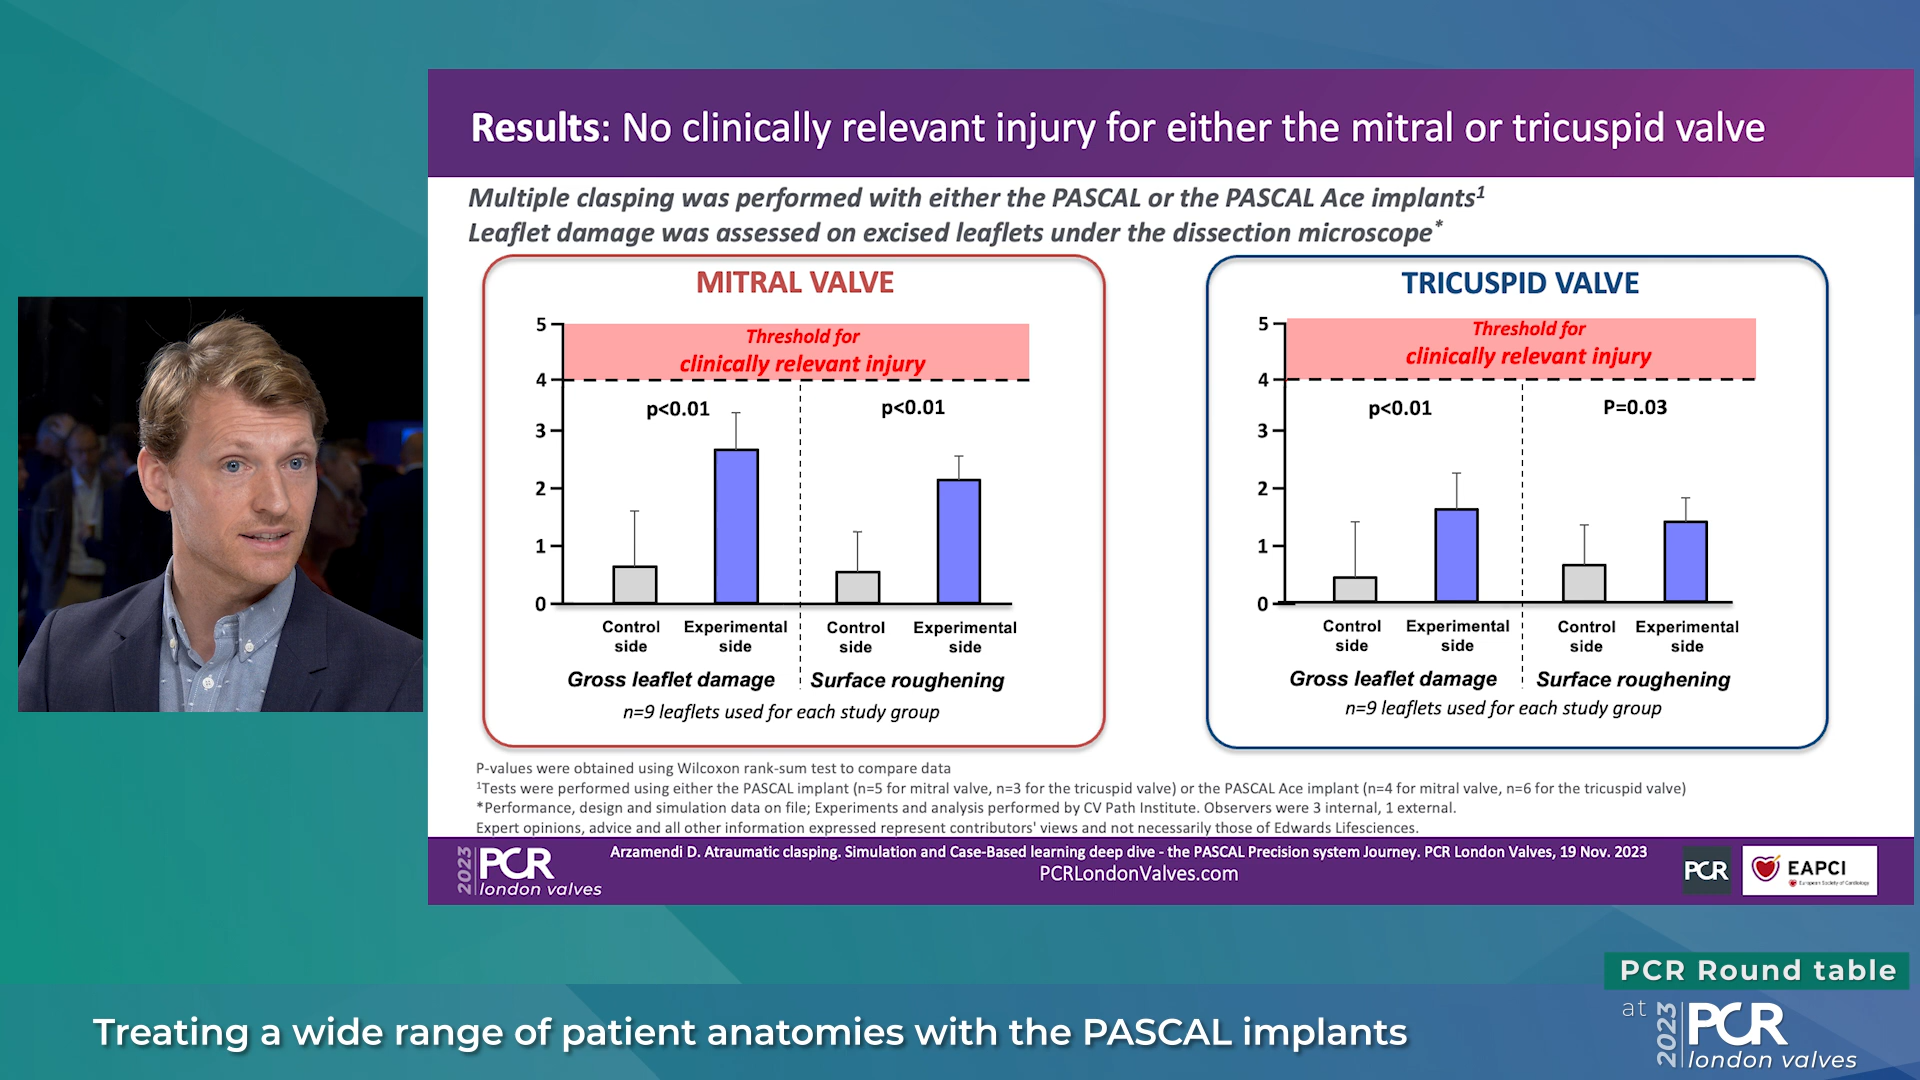 Results: No clinically relevant injury for either the mitral or tricuspid valve
Multiple clasping was performed with either the PASCAL or the PASCAL Ace implants¹
Leaflet damage was assessed on excised leaflets under the dissection microscope*
MITRAL VALVE
5
4
3
2
1
0
Threshold for
clinically relevant injury
p<0.01
p<0.01
Control side
Experimental side
Control side
Experimental side
Gross leaflet damage
Surface roughening
n=9 leaflets used for each study group
TRICUSPID VALVE
5
4
3
2
1
0
Threshold for
clinically relevant injury
p<0.01
P=0.03
Control side
Experimental side
Control side
Experimental side
Gross leaflet damage
Surface roughening
n=9 leaflets used for each study group
P-values were obtained using Wilcoxon rank-sum test to compare data
¹Tests were performed using either the PASCAL implant (n=5 for mitral valve, n=3 for the tricuspid valve) or the PASCAL Ace implant (n=4 for mitral valve, n=6 for the tricuspid valve)
*Performance, design and simulation data on file; Experiments and analysis performed by CV Path Institute. Observers were 3 internal, 1 external.
Expert opinions, advice and all other information expressed represent contributors' views and not necessarily those of Edwards Lifesciences.
2023 PCR
london valves
Arzamendi D. Atraumatic clasping. Simulation and Case-Based learning deep dive - the PASCAL Precision system Journey. PCR London Valves, 19 Nov. 2023
PCRLondonValves.com
PCR
EAPCI
European Society of Cardiology
PCR Round table
Treating a wide range of patient anatomies with the PASCAL implants
at 2023 PCR
london valves